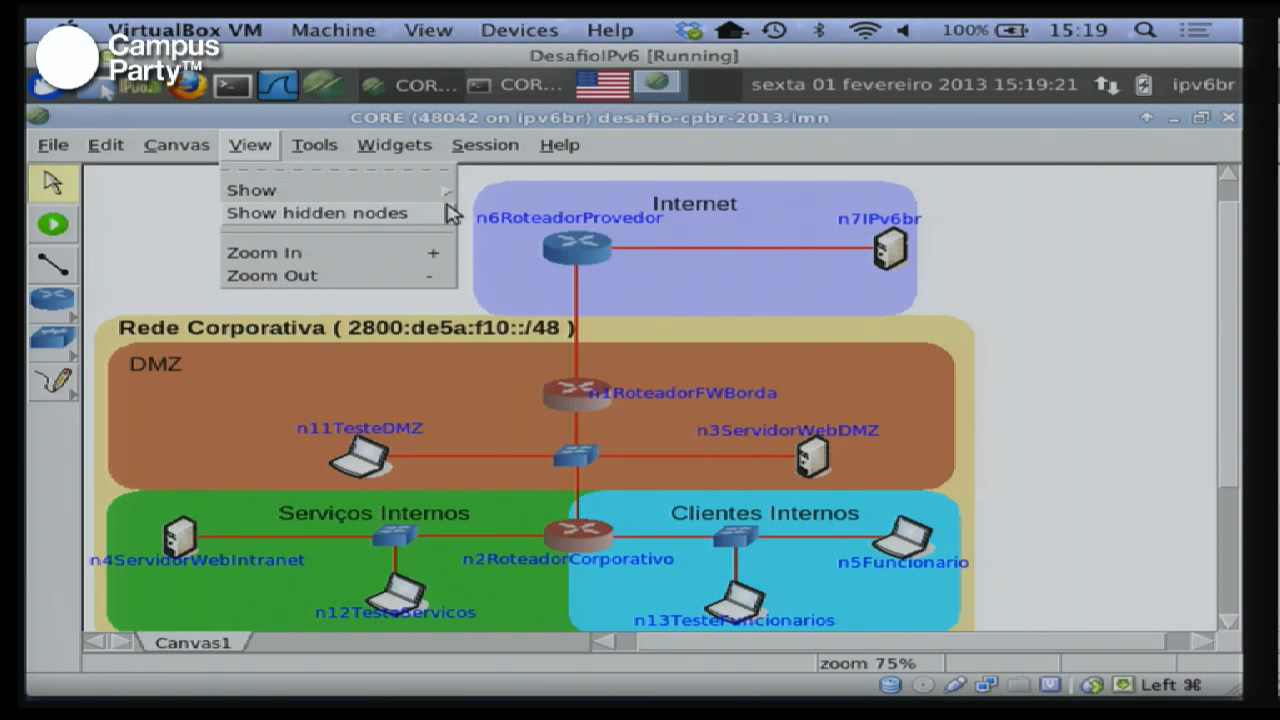 VirtualBox VM Machine View Devices Help 100% 15:19
Campus
Party™
DesafioIPv6 [Running]
COR... COR... sexta 01 fevereiro 2013 15:19:21 ipv6br
CORE (48042 on ipv6br) desafio-cpbr-2013.imn
File Edit Canvas View Tools Widgets Session Help
Show
Show hidden nodes
Zoom In +
Zoom Out -
Internet
n6RoteadorProvedor n7IPv6br
Rede Corporativa ( 2800:de5a:f10::/48 )
DMZ
n1RoteadorFWBorda
n11TesteDMZ n3ServidorWebDMZ
Serviços Internos Clientes Internos
n4ServidorWebIntranet n2RoteadorCorporativo n5Funcionario
n12TesteServicos n13TesteFuncionarios
Canvas1
zoom 75%
Left ⌘